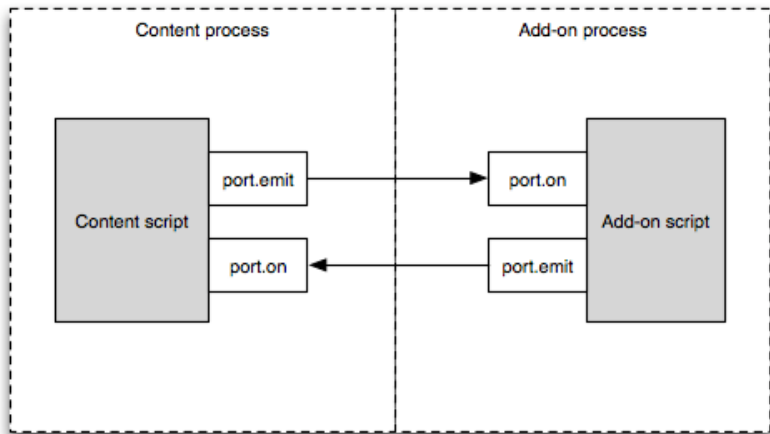 Content process
Add-on process
port.emit
port.on
Content script
Add-on script
port.on
port.emit